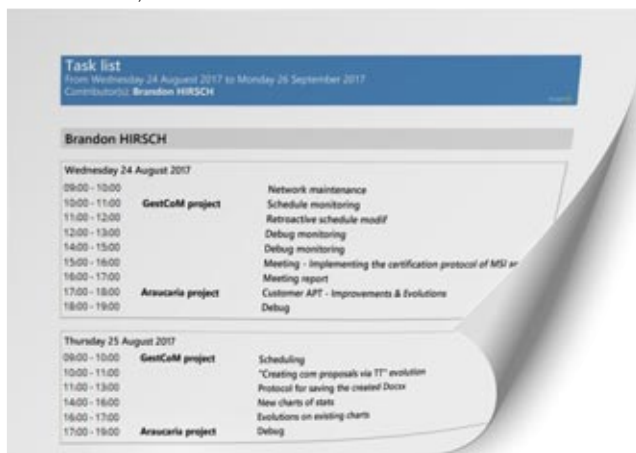 Task list
From Wednesday 24 August 2017 to Monday 26 September 2017
Contributor(s): Brandon HIRSCH
Brandon HIRSCH
Wednesday 24 August 2017
09:00 - 10:00 Network maintenance
10:00 - 11:00 GestCoM project Schedule monitoring
11:00 - 12:00 Retroactive schedule modif
12:00 - 13:00 Debug monitoring
14:00 - 15:00 Debug monitoring
15:00 - 16:00 Meeting - Implementing the certification protocol of MSI
16:00 - 17:00 Meeting report
17:00 - 18:00 Araucaria project Customer APT - Improvements & Evolutions
18:00 - 19:00 Debug
Thursday 25 August 2017
09:00 - 10:00 GestCoM project Scheduling
10:00 - 11:00 "Creating com proposals via TT" evolution
11:00 - 13:00 Protocol for saving the created Docxx
14:00 - 16:00 New charts of stats
16:00 - 17:00 Evolutions on existing charts
17:00 - 19:00 Araucaria project Debug